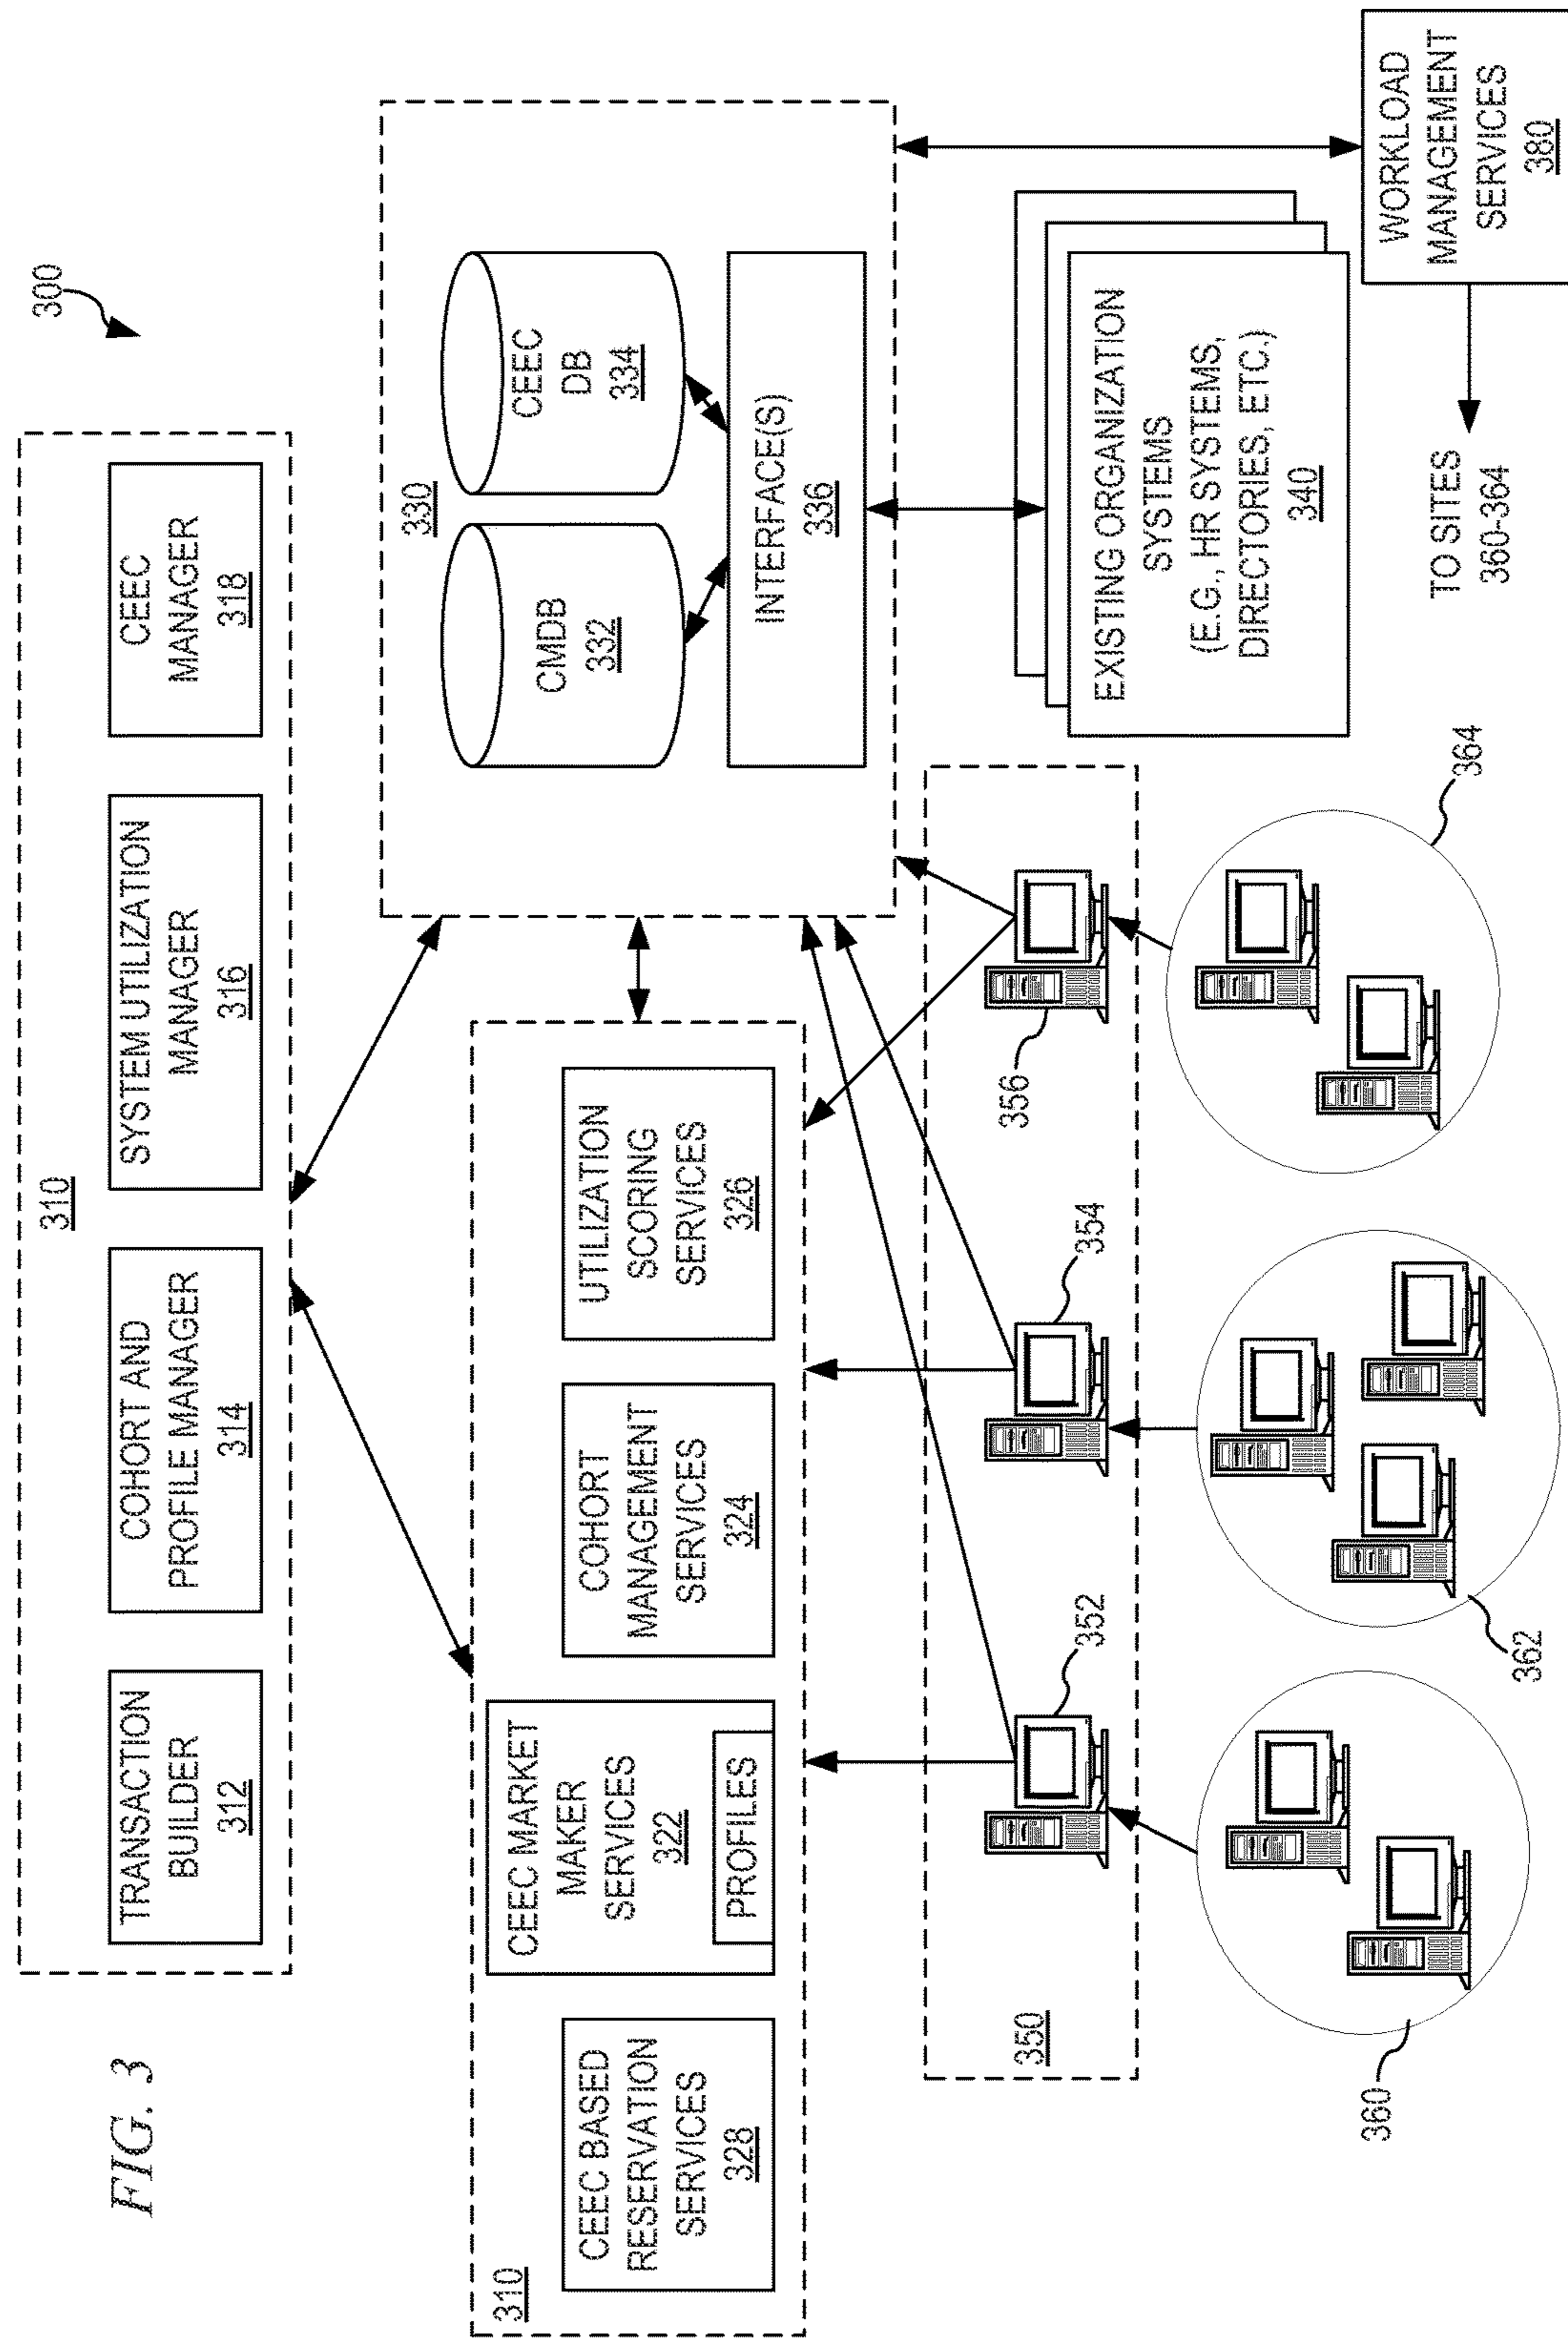 FIG. 3
300
310
TRANSACTION
BUILDER
312
COHORT AND
PROFILE MANAGER
314
SYSTEM UTILIZATION
MANAGER
316
CEEC
MANAGER
318
310
CEEC BASED
RESERVATION
SERVICES
328
CEEC MARKET
MAKER
SERVICES
322
PROFILES
COHORT
MANAGEMENT
SERVICES
324
UTILIZATION
SCORING
SERVICES
326
330
CMDB
332
CEEC
DB
334
INTERFACE(S)
336
350
352
354
356
EXISTING ORGANIZATION
SYSTEMS
(E.G., HR SYSTEMS,
DIRECTORIES, ETC.)
340
360
362
364
TO SITES
360-364
WORKLOAD
MANAGEMENT
SERVICES
380